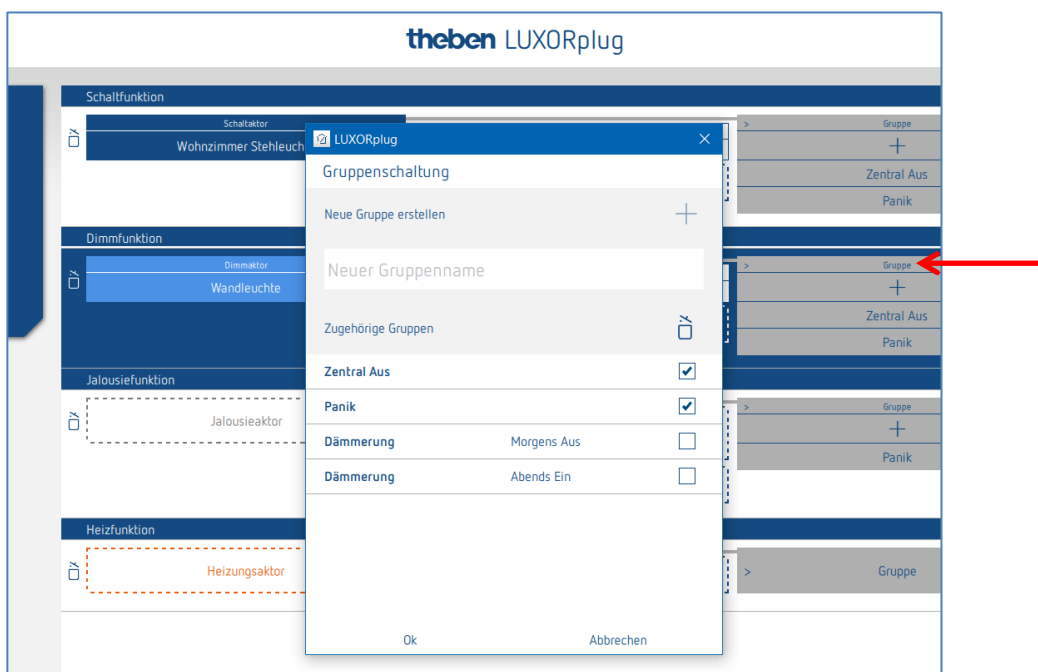 theben LUXORplug
Schaltfunktion
Schaltaktor
Wohnzimmer Stehleuch
> Gruppe
Zentral Aus
Panik
Dimmfunktion
Dimmaktor
Wandleuchte
> Gruppe
Zentral Aus
Panik
Jalousiefunktion
Jalousieaktor
> Gruppe
Panik
Heizfunktion
Heizungsaktor
> Gruppe
LUXORplug
Gruppenschaltung
Neue Gruppe erstellen
Neuer Gruppenname
Zugehörige Gruppen
Zentral Aus
Panik
Dämmerung Morgens Aus
Dämmerung Abends Ein
Ok Abbrechen